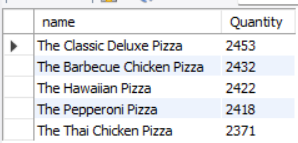 name Quantity
The Classic Deluxe Pizza 2453
The Barbecue Chicken Pizza 2432
The Hawaiian Pizza 2422
The Pepperoni Pizza 2418
The Thai Chicken Pizza 2371